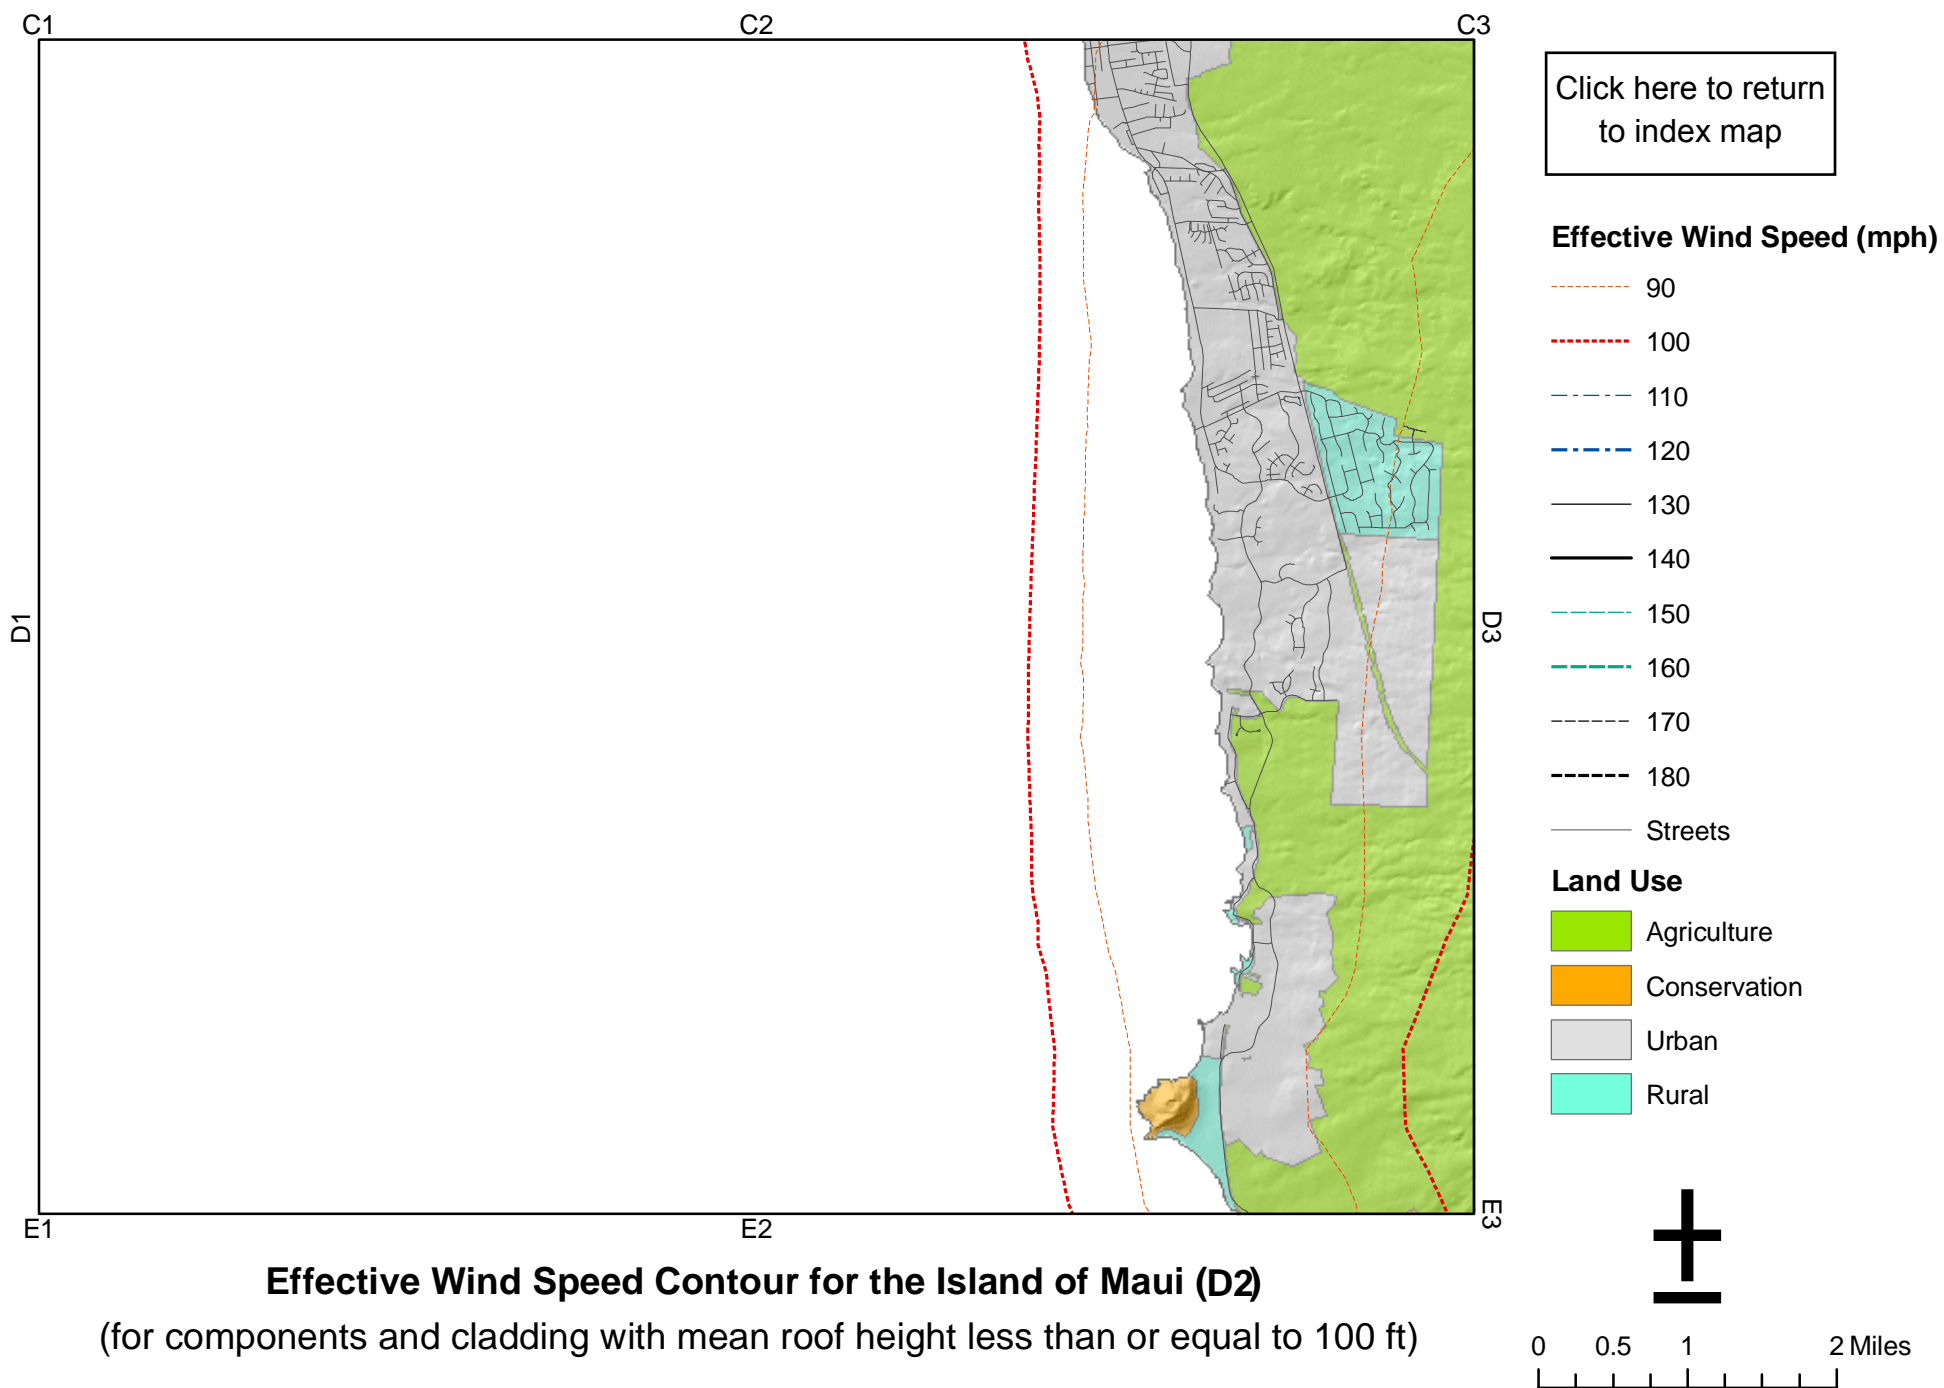 C1
C2
C3
Click here to return
to index map
Effective Wind Speed (mph)
90
100
110
120
130
140
150
160
170
180
Streets
Land Use
Agriculture
Conservation
Urban
Rural
D1
D3
E1
E2
E3
Effective Wind Speed Contour for the Island of Maui (D2)
(for components and cladding with mean roof height less than or equal to 100 ft)
0 0.5 1 2 Miles